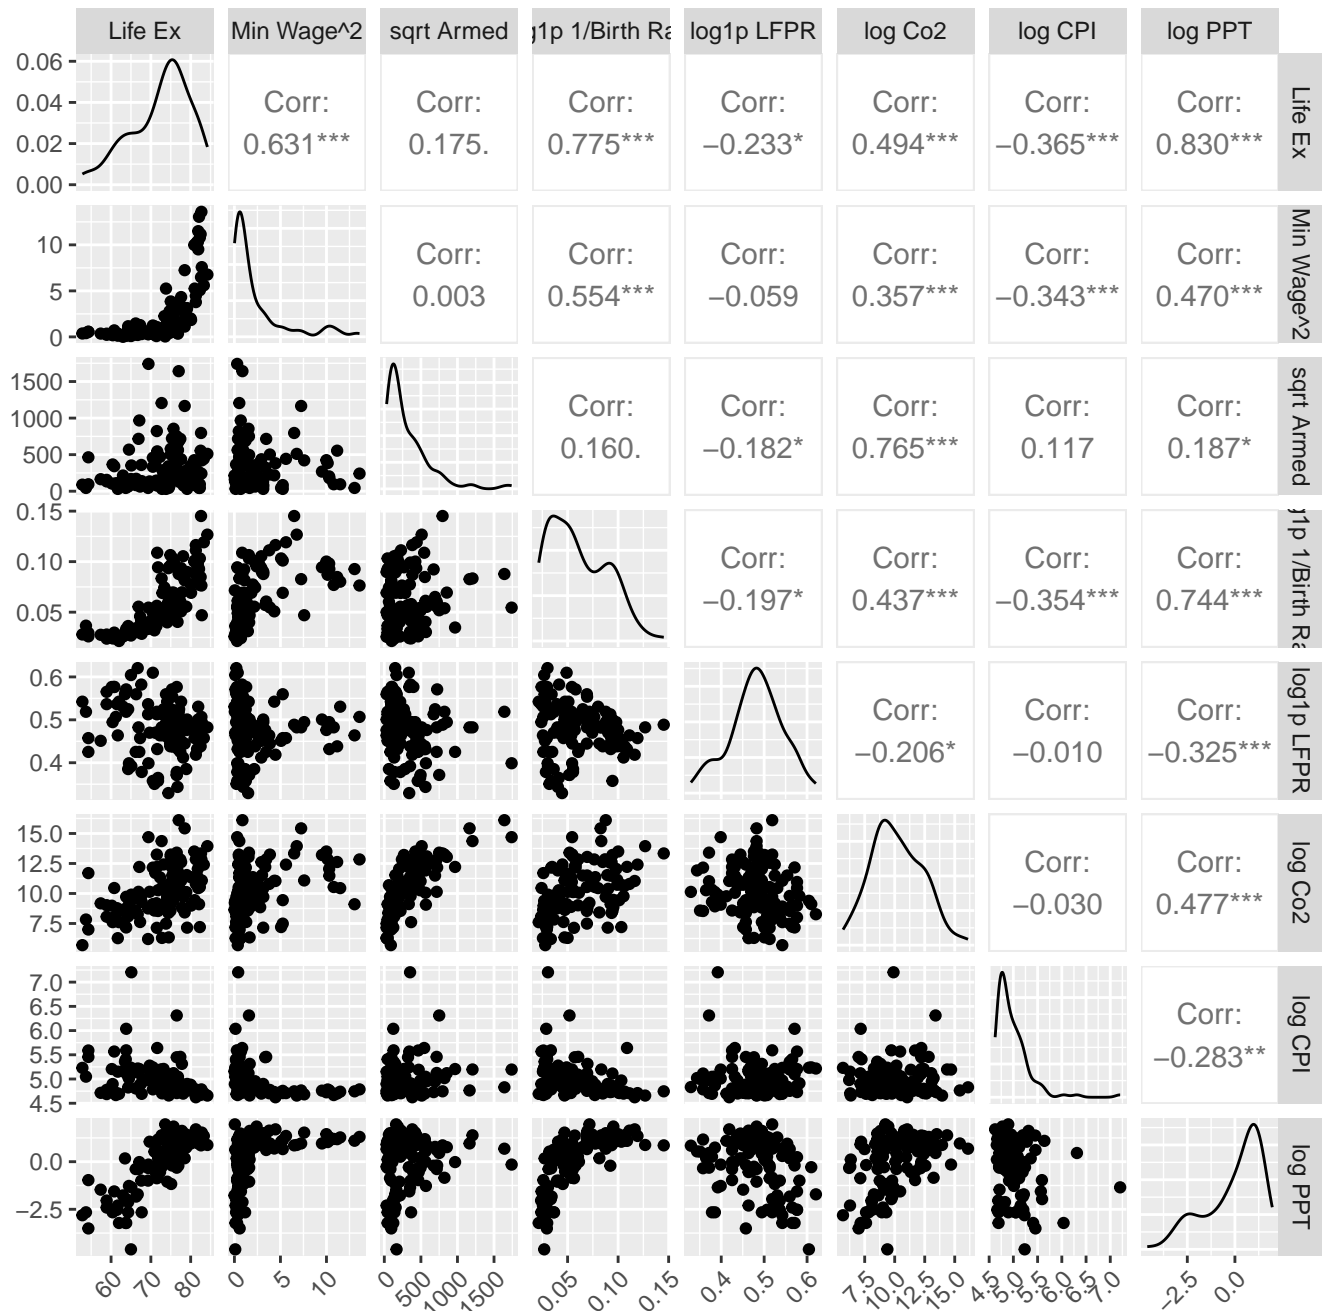 Life Ex Min Wage^2 sqrt Armed g1p 1/Birth Ra log1p LFPR log Co2 log CPI log PPT
0.06
0.04
0.02
0.00
Corr: Corr: Corr: Corr: Corr: Corr: Corr:
0.631*** 0.175. 0.775*** −0.233* 0.494*** −0.365*** 0.830***
Life Ex
10
5
0
Corr: Corr: Corr: Corr: Corr: Corr:
0.003 0.554*** −0.059 0.357*** −0.343*** 0.470***
Min Wage^2
1500
1000
500
0
Corr: Corr: Corr: Corr: Corr:
0.160. −0.182* 0.765*** 0.117 0.187*
sqrt Armed
0.15
0.10
0.05
Corr: Corr: Corr: Corr:
−0.197* 0.437*** −0.354*** 0.744***
g1p 1/Birth Ra
0.6
0.5
0.4
Corr: Corr: Corr:
−0.206* −0.010 −0.325***
log1p LFPR
15.0
12.5
10.0
7.5
Corr: Corr:
−0.030 0.477***
log Co2
7.0
6.5
6.0
5.5
5.0
4.5
Corr:
−0.283**
log CPI
0.0
−2.5
log PPT
60 70 80 0 5 10 0 500 1000 1500 0.05 0.10 0.15 0.4 0.5 0.6 7.5 10.0 12.5 15.0 4.5 5.0 5.5 6.0 6.5 7.0 −2.5 0.0